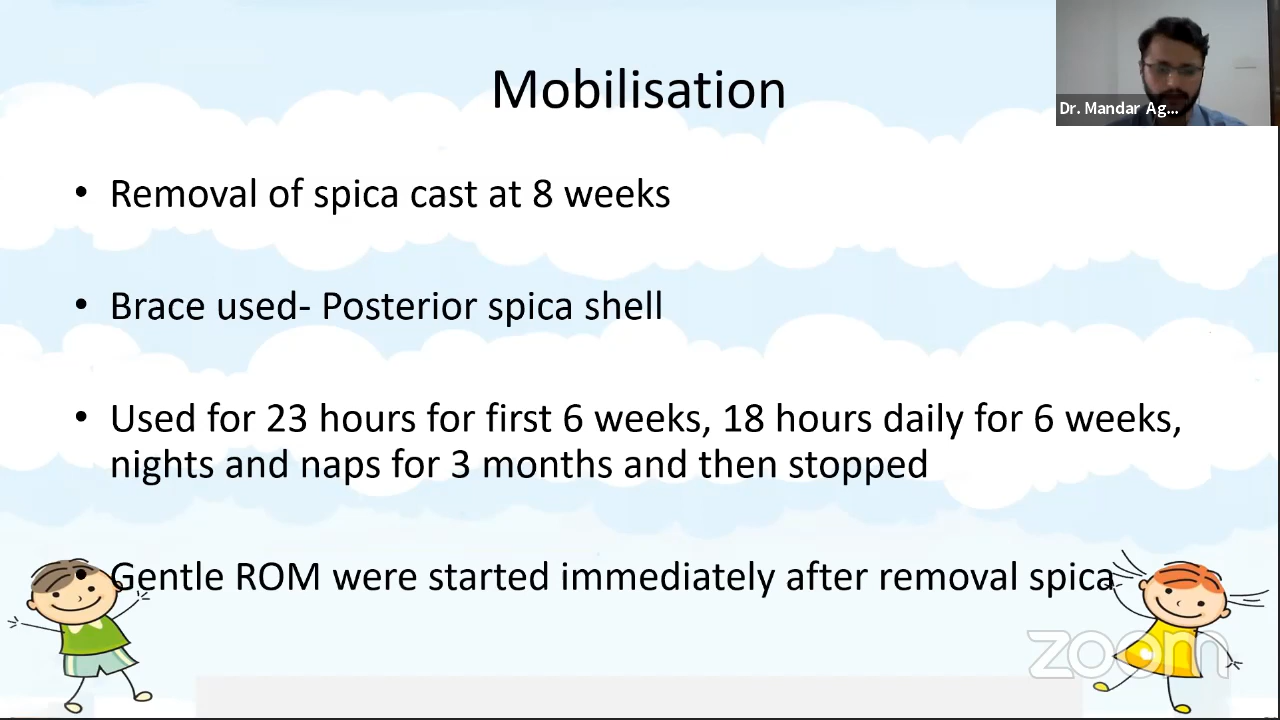 Mobilisation
Dr. Mandar Ag...
• Removal of spica cast at 8 weeks
• Brace used- Posterior spica shell
• Used for 23 hours for first 6 weeks, 18 hours daily for 6 weeks,
nights and naps for 3 months and then stopped
• Gentle ROM were started immediately after removal spica
zoom